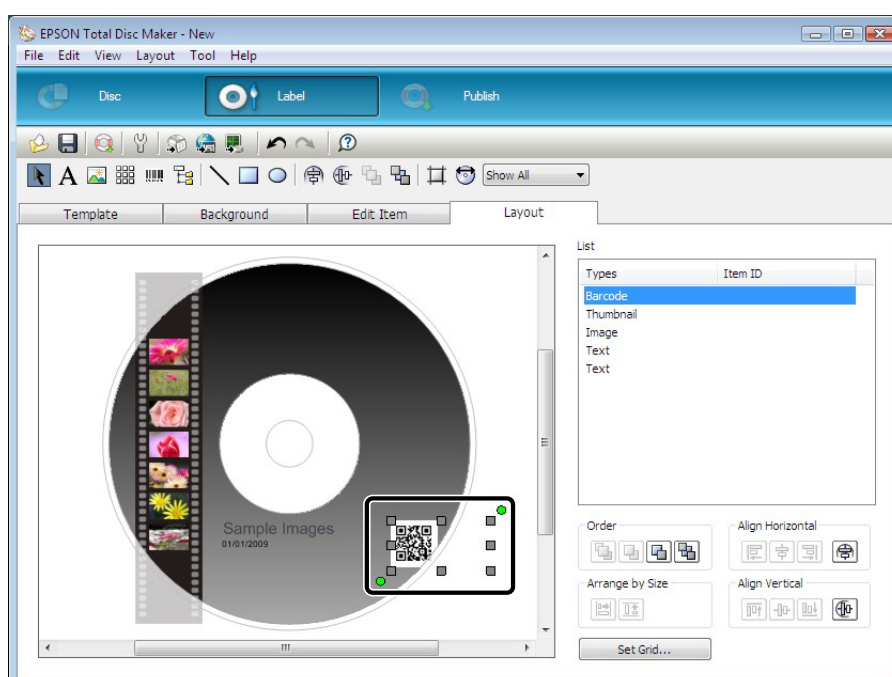 EPSON Total Disc Maker - New
File Edit View Layout Tool Help
Disc Label Publish
Show All
Template Background Edit Item Layout
List
Types Item ID
Barcode
Thumbnail
Image
Text
Text
Sample Images
01/01/2009
Order Align Horizontal
Arrange by Size Align Vertical
Set Grid...